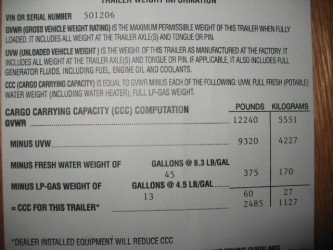 TRAILER WEIGHT INFORMATION
VIN OR SERIAL NUMBER 501206
GVWR (GROSS VEHICLE WEIGHT RATING) IS THE MAXIMUM PERMISSIBLE WEIGHT OF THIS TRAILER WHEN FULLY
LOADED. IT INCLUDES ALL WEIGHT AT THE TRAILER AXLE(S) AND TONGUE OR PIN.
UVW (UNLOADED VEHICLE WEIGHT ) IS THE WEIGHT OF THIS TRAILER AS MANUFACTURED AT THE FACTORY. IT
INCLUDES ALL WEIGHT AT THE TRAILER AXLE(S) AND TONGUE OR PIN. IF APPLICABLE, IT ALSO INCLUDES FULL
GENERATOR FLUIDS, INCLUDING FUEL, ENGINE OIL AND COOLANTS.
CCC (CARGO CARRYING CAPACITY) IS EQUAL TO GVWR MINUS EACH OF THE FOLLOWING: UVW, FULL FRESH (POTABLE)
WATER WEIGHT (INCLUDING WATER HEATER), FULL LP-GAS WEIGHT.
CARGO CARRYING CAPACITY (CCC) COMPUTATION POUNDS KILOGRAMS
GVWR 12240 5551
MINUS UVW 9320 4227
MINUS FRESH WATER WEIGHT OF GALLONS @ 8.3 LB/GAL
45 375 170
MINUS LP-GAS WEIGHT OF GALLONS @ 4.5 LB/GAL
13 60 27
= CCC FOR THIS TRAILER* 2485 1127
*DEALER INSTALLED EQUIPMENT WILL REDUCE CCC